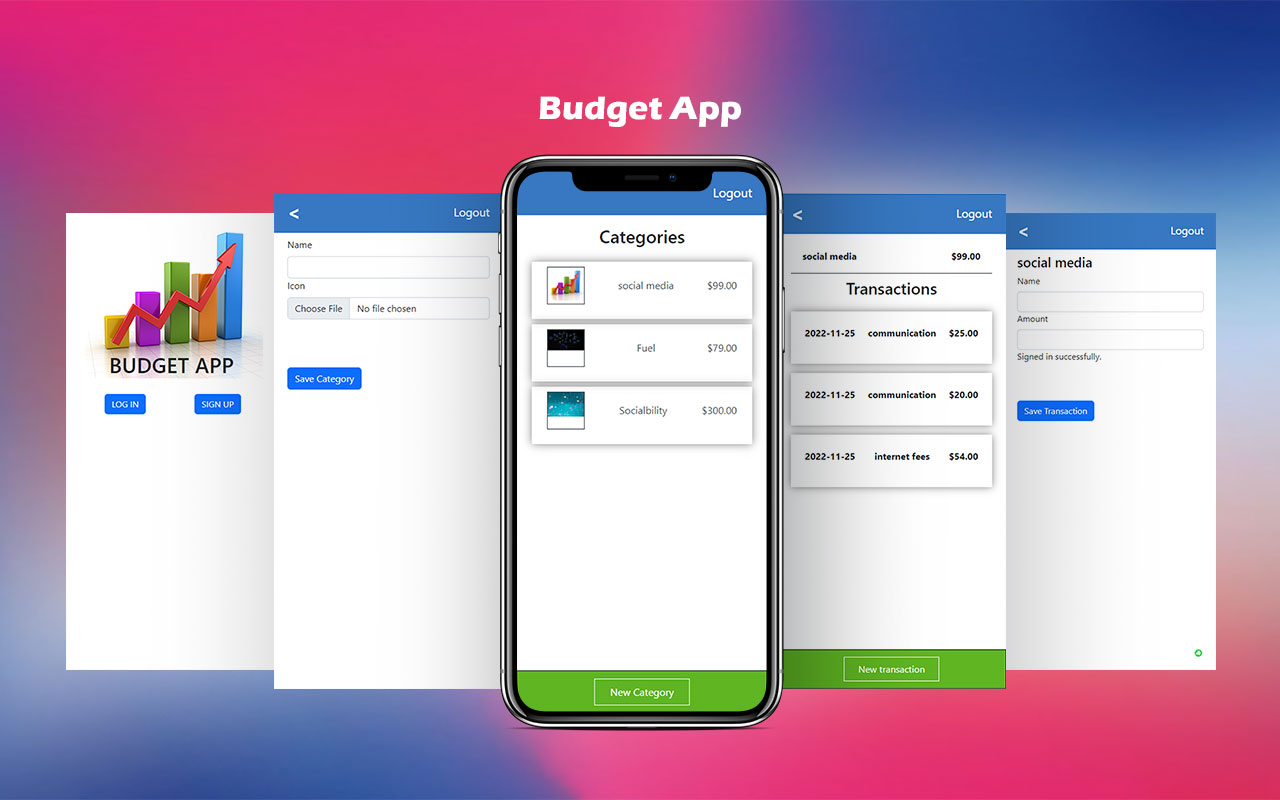 Budget App
BUDGET APP
LOG IN SIGN UP
< Logout
Name
Icon
Choose File No file chosen
Save Category
Logout
Categories
social media $99.00
Fuel $79.00
Socialbility $300.00
New Category
< Logout
social media $99.00
Transactions
2022-11-25 communication $25.00
2022-11-25 communication $20.00
2022-11-25 internet fees $54.00
New transaction
< Logout
social media
Name
Amount
Signed in successfully.
Save Transaction